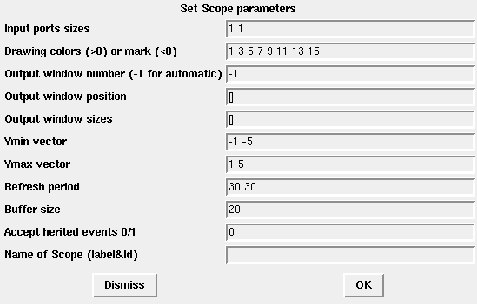 Set Scope parameters
Input ports sizes 1 1
Drawing colors (>0) or mark (<0) 1 3 5 7 9 11 13 15
Output window number (-1 for automatic) -1
Output window position []
Output window sizes []
Ymin vector -1 -5
Ymax vector 1 5
Refresh period 30 30
Buffer size 20
Accept herited events 0/1 0
Name of Scope (label&Id)
Dismiss OK